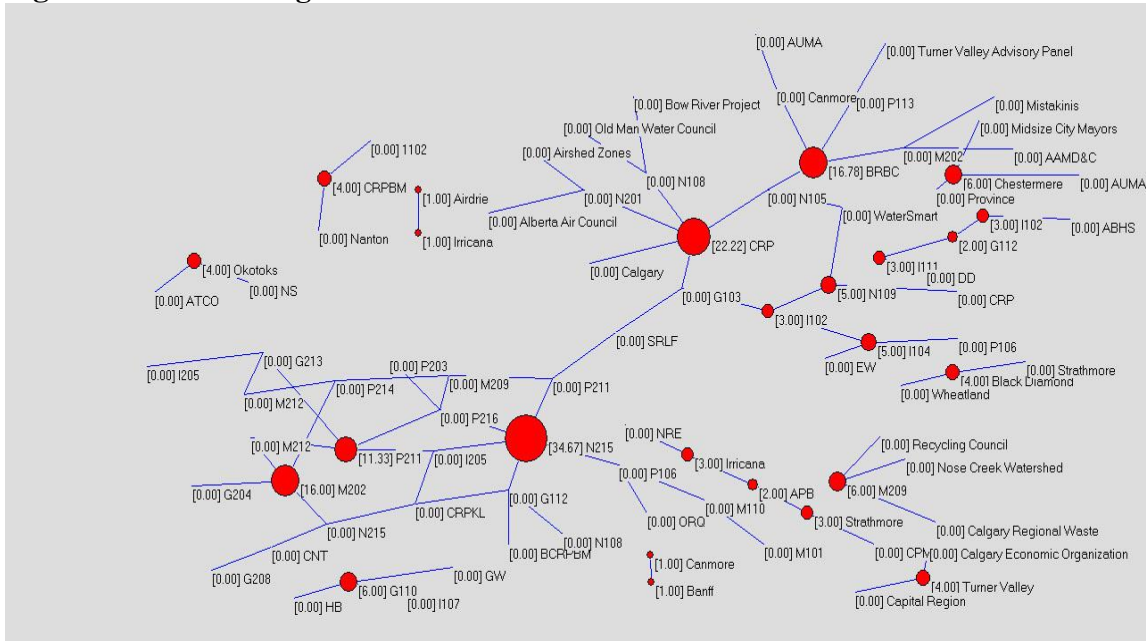 [0.00] AUMA
[0.00] Turner Valley Advisory Panel
[0.00] Canmore
[0.00] P113
[0.00] Bow River Project
[0.00] Mistakinis
[0.00] Old Man Water Council
[0.00] Midsize City Mayors
[0.00] 1102
[0.00] Airshed Zones
[0.00] M202
[0.00] AAMD&C
[4.00] CRPBM
[16.78] BRBC
[0.00] N108
[6.00] Chestermere
[0.00] AUMA
[1.00] Airdrie
[0.00] N201
[0.00] N105
[0.00] Province
[0.00] Alberta Air Council
[0.00] WaterSmart
[3.00] I102
[0.00] ABHS
[0.00] Nanton
[1.00] Irricana
[22.22] CRP
[2.00] G112
[3.00] I111
[4.00] Okotoks
[0.00] Calgary
[0.00] DD
[0.00] NS
[0.00] ATCO
[0.00] G103
[5.00] N109
[0.00] CRP
[3.00] I102
[0.00] SRLF
[5.00] I104
[0.00] P106
[0.00] G213
[0.00] P203
[0.00] EW
[0.00] I205
[0.00] Strathmore
[0.00] P214
[0.00] M209
[0.00] P211
[4.00] Black Diamond
[0.00] M212
[0.00] Wheatland
[0.00] P216
[0.00] NRE
[0.00] M212
[34.67] N215
[0.00] Recycling Council
[11.33] P211
[0.00] I205
[3.00] Irricana
[0.00] Nose Creek Watershed
[0.00] P106
[16.00] M202
[6.00] M209
[0.00] G204
[2.00] APB
[0.00] G112
[0.00] M110
[0.00] CRPKL
[3.00] Strathmore
[0.00] ORQ
[0.00] N215
[0.00] Calgary Regional Waste
[0.00] N108
[0.00] CNT
[0.00] M101
[0.00] CPM
[0.00] Calgary Economic Organization
[1.00] Canmore
[0.00] G208
[0.00] GW
[6.00] G110
[1.00] Banff
[4.00] Turner Valley
[0.00] HB
[0.00] I107
[0.00] Capital Region